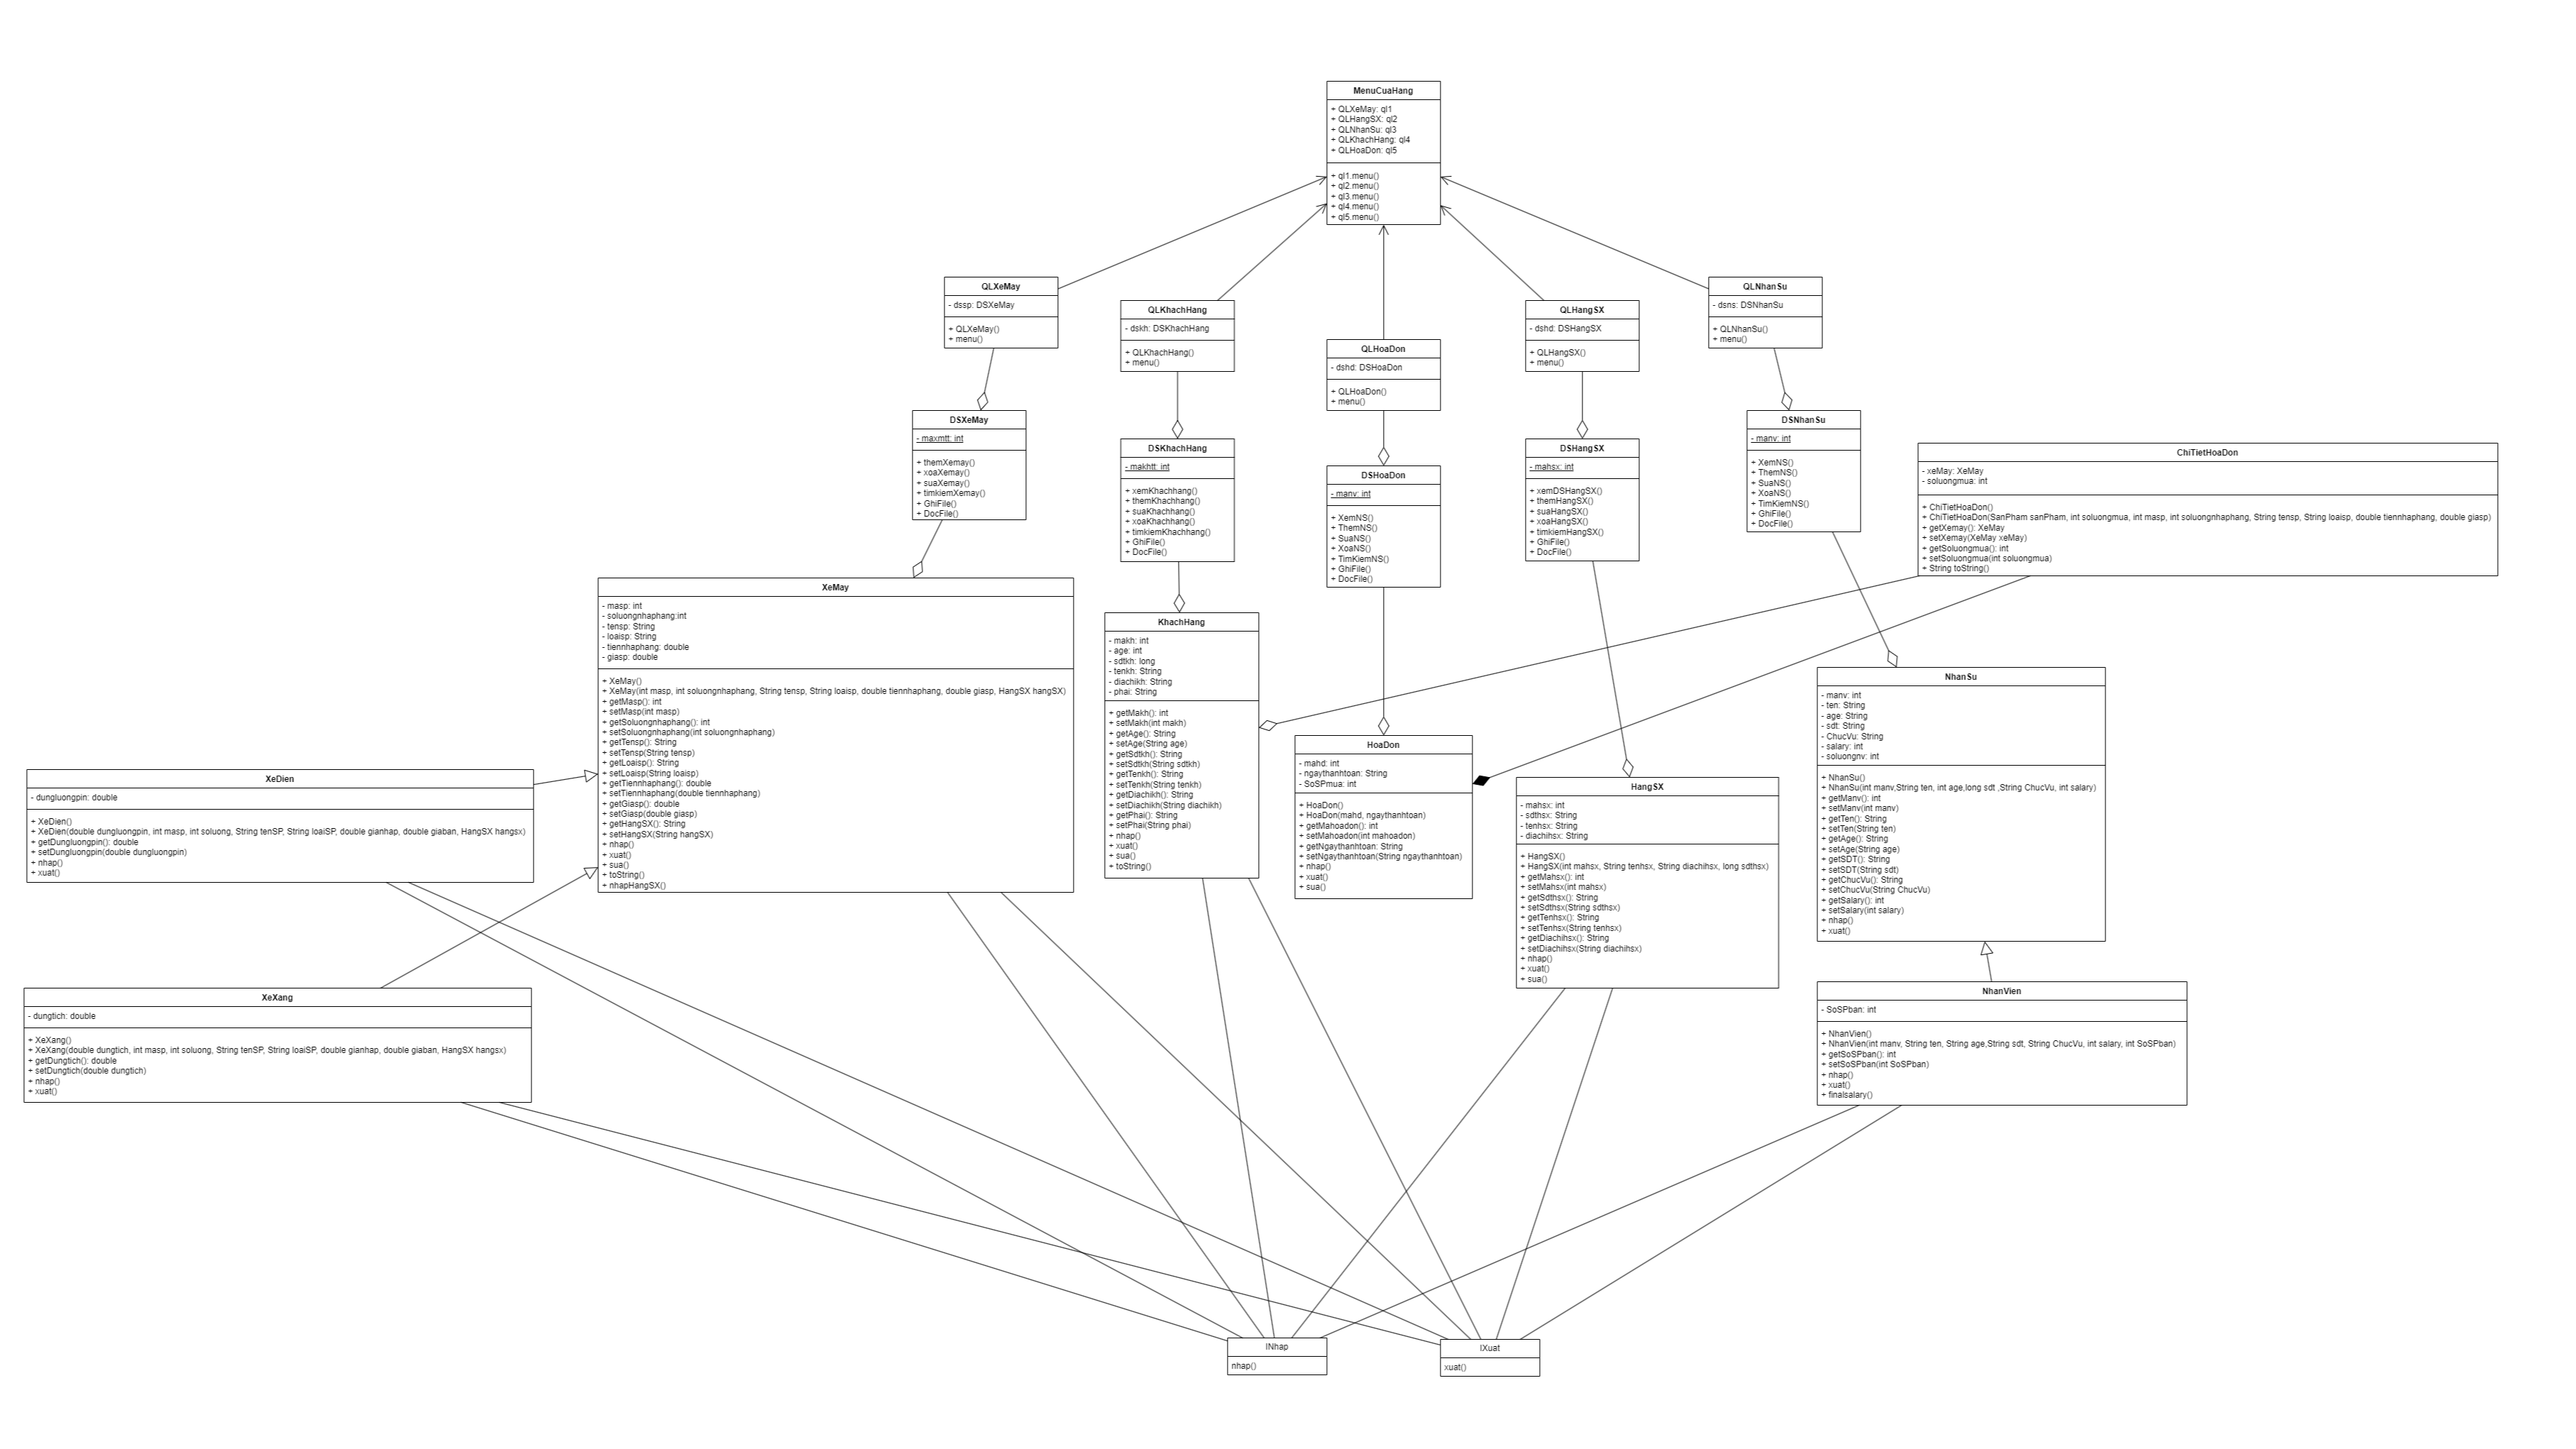 MenuCuaHang
+ QLXeMay: ql1
+ QLHangSX: ql2
+ QLNhanSu: ql3
+ QLKhachHang: ql4
+ QLHoaDon: ql5
+ ql1.menu()
+ ql2.menu()
+ ql3.menu()
+ ql4.menu()
+ ql5.menu()
QLXeMay
- dssp: DSXeMay
+ QLXeMay()
+ menu()
QLKhachHang
- dskh: DSKhachHang
+ QLKhachHang()
+ menu()
QLHoaDon
- dshd: DSHoaDon
+ QLHoaDon()
+ menu()
QLHangSX
- dshd: DSHangSX
+ QLHangSX()
+ menu()
QLNhanSu
- dsns: DSNhanSu
+ QLNhanSu()
+ menu()
DSXeMay
- maxmtt: int
+ themXemay()
+ xoaXemay()
+ suaXemay()
+ timkiemXemay()
+ GhiFile()
+ DocFile()
DSKhachHang
- makhtt: int
+ xemKhachhang()
+ themKhachhang()
+ suaKhachhang()
+ xoaKhachhang()
+ timkiemKhachhang()
+ GhiFile()
+ DocFile()
DSHoaDon
- manv: int
+ XemNS()
+ ThemNS()
+ SuaNS()
+ XoaNS()
+ TimKiemNS()
+ GhiFile()
+ DocFile()
DSHangSX
- mahsx: int
+ xemDSHangSX()
+ themHangSX()
+ suaHangSX()
+ xoaHangSX()
+ timkiemHangSX()
+ GhiFile()
+ DocFile()
DSNhanSu
- manv: int
+ XemNS()
+ ThemNS()
+ SuaNS()
+ XoaNS()
+ TimKiemNS()
+ GhiFile()
+ DocFile()
ChiTietHoaDon
- xeMay: XeMay
- soluongmua: int
+ ChiTietHoaDon()
+ ChiTietHoaDon(SanPham sanPham, int soluongmua, int masp, int soluongnhaphang, String tensp, String loaisp, double tiennhaphang, double giasp)
+ getXemay(): XeMay
+ setXemay(XeMay xeMay)
+ getSoluongmua(): int
+ setSoluongmua(int soluongmua)
+ String toString()
XeMay
- masp: int
- soluongnhaphang:int
- tensp: String
- loaisp: String
- tiennhaphang: double
- giasp: double
+ XeMay()
+ XeMay(int masp, int soluongnhaphang, String tensp, String loaisp, double tiennhaphang, double giasp, HangSX hangSX)
+ getMasp(): int
+ setMasp(int masp)
+ getSoluongnhaphang(): int
+ setSoluongnhaphang(int soluongnhaphang)
+ getTensp(): String
+ setTensp(String tensp)
+ getLoaisp(): String
+ setLoaisp(String loaisp)
+ getTiennhaphang(): double
+ setTiennhaphang(double tiennhaphang)
+ getGiasp(): double
+ setGiasp(double giasp)
+ getHangSX(): String
+ setHangSX(String hangSX)
+ nhap()
+ xuat()
+ sua()
+ toString()
+ nhapHangSX()
KhachHang
- makh: int
- age: int
- sdtkh: long
- tenkh: String
- diachikh: String
- phai: String
+ getMakh(): int
+ setMakh(int makh)
+ getAge(): String
+ setAge(String age)
+ getSdtkh(): String
+ setSdtkh(String sdtkh)
+ getTenkh(): String
+ setTenkh(String tenkh)
+ getDiachikh(): String
+ setDiachikh(String diachikh)
+ getPhai(): String
+ setPhai(String phai)
+ nhap()
+ xuat()
+ sua()
+ toString()
HoaDon
- mahd: int
- ngaythanhtoan: String
- SoSPmua: int
+ HoaDon()
+ HoaDon(mahd, ngaythanhtoan)
+ getMahoadon(): int
+ setMahoadon(int mahoadon)
+ getNgaythanhtoan: String
+ setNgaythanhtoan(String ngaythanhtoan)
+ nhap()
+ xuat()
+ sua()
HangSX
- mahsx: int
- sdthsx: String
- tenhsx: String
- diachihsx: String
+ HangSX()
+ HangSX(int mahsx, String tenhsx, String diachihsx, long sdthsx)
+ getMahsx(): int
+ setMahsx(int mahsx)
+ getSdthsx(): String
+ setSdthsx(String sdthsx)
+ getTenhsx(): String
+ setTenhsx(String tenhsx)
+ getDiachihsx(): String
+ setDiachihsx(String diachihsx)
+ nhap()
+ xuat()
+ sua()
NhanSu
- manv: int
- ten: String
- age: String
- sdt: String
- ChucVu: String
- salary: int
- soluongnv: int
+ NhanSu()
+ NhanSu(int manv,String ten, int age,long sdt ,String ChucVu, int salary)
+ getManv(): int
+ setManv(int manv)
+ getTen(): String
+ setTen(String ten)
+ getAge(): String
+ setAge(String age)
+ getSDT(): String
+ setSDT(String sdt)
+ getChucVu(): String
+ setChucVu(String ChucVu)
+ getSalary(): int
+ setSalary(int salary)
+ nhap()
+ xuat()
XeDien
- dungluongpin: double
+ XeDien()
+ XeDien(double dungluongpin, int masp, int soluong, String tenSP, String loaiSP, double gianhap, double giaban, HangSX hangsx)
+ getDungluongpin(): double
+ setDungluongpin(double dungluongpin)
+ nhap()
+ xuat()
XeXang
- dungtich: double
+ XeXang()
+ XeXang(double dungtich, int masp, int soluong, String tenSP, String loaiSP, double gianhap, double giaban, HangSX hangsx)
+ getDungtich(): double
+ setDungtich(double dungtich)
+ nhap()
+ xuat()
NhanVien
- SoSPban: int
+ NhanVien()
+ NhanVien(int manv, String ten, String age,String sdt, String ChucVu, int salary, int SoSPban)
+ getSoSPban(): int
+ setSoSPban(int SoSPban)
+ nhap()
+ xuat()
+ finalsalary()
INhap
nhap()
IXuat
xuat()